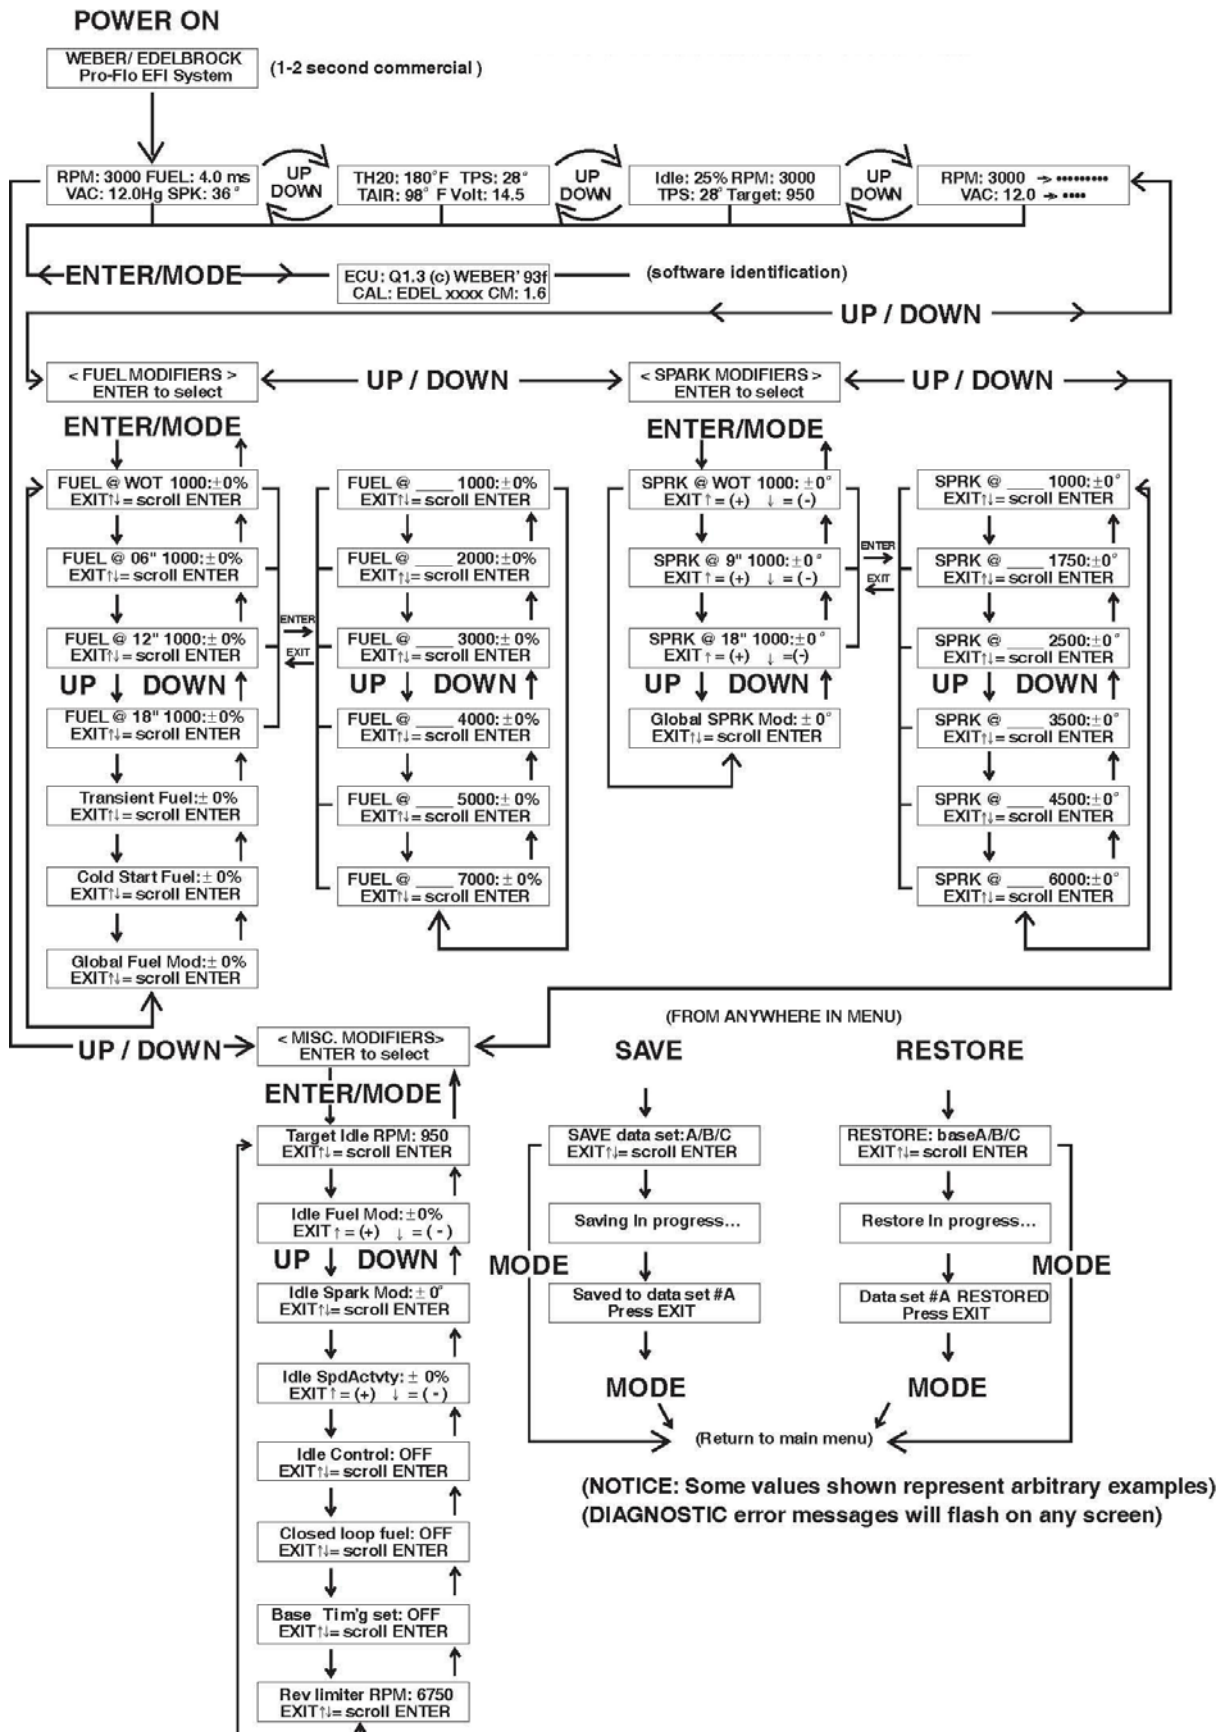 POWER ON
WEBER/ EDELBROCK
Pro-Flo EFI System
(1-2 second commercial )
RPM: 3000 FUEL: 4.0 ms
VAC: 12.0Hg SPK: 36°
UP
DOWN
TH20: 180°F TPS: 28°
TAIR: 98° F Volt: 14.5
UP
DOWN
Idle: 25% RPM: 3000
TPS: 28° Target: 950
UP
DOWN
RPM: 3000 → •••••••••
VAC: 12.0 → ••••
ENTER/MODE
ECU: Q1.3 (c) WEBER' 93f
CAL: EDEL xxxx CM: 1.6
(software identification)
UP / DOWN
< FUEL MODIFIERS >
ENTER to select
UP / DOWN
< SPARK MODIFIERS >
ENTER to select
UP / DOWN
ENTER/MODE
FUEL @ WOT 1000:±0%
EXIT↑↓= scroll ENTER
FUEL @ 06" 1000:±0%
EXIT↑↓= scroll ENTER
FUEL @ 12" 1000:±0%
EXIT↑↓= scroll ENTER
UP DOWN
FUEL @ 18" 1000:±0%
EXIT↑↓= scroll ENTER
Transient Fuel:± 0%
EXIT↑↓= scroll ENTER
Cold Start Fuel:± 0%
EXIT↑↓= scroll ENTER
Global Fuel Mod:± 0%
EXIT↑↓= scroll ENTER
ENTER
EXIT
FUEL @ ____ 1000:±0%
EXIT↑↓= scroll ENTER
FUEL @ ____ 2000:±0%
EXIT↑↓= scroll ENTER
FUEL @ ____ 3000:± 0%
EXIT↑↓= scroll ENTER
UP DOWN
FUEL @ ____ 4000:± 0%
EXIT↑↓= scroll ENTER
FUEL @ ____ 5000:± 0%
EXIT↑↓= scroll ENTER
FUEL @ ____ 7000:± 0%
EXIT↑↓= scroll ENTER
ENTER/MODE
SPRK @ WOT 1000: ±0°
EXIT ↑ = (+) ↓ = (-)
SPRK @ 9" 1000:±0°
EXIT ↑ = (+) ↓ = (-)
SPRK @ 18" 1000:±0°
EXIT ↑ = (+) ↓ =(-)
UP DOWN
Global SPRK Mod: ± 0°
EXIT↑↓= scroll ENTER
ENTER
EXIT
SPRK @ ____ 1000:±0°
EXIT↑↓= scroll ENTER
SPRK @ ____ 1750:±0°
EXIT↑↓= scroll ENTER
SPRK @ ____ 2500:±0°
EXIT↑↓= scroll ENTER
UP DOWN
SPRK @ ____ 3500:±0°
EXIT↑↓= scroll ENTER
SPRK @ ____ 4500:±0°
EXIT↑↓= scroll ENTER
SPRK @ ____ 6000:±0°
EXIT↑↓= scroll ENTER
UP / DOWN
< MISC. MODIFIERS>
ENTER to select
ENTER/MODE
Target Idle RPM: 950
EXIT↑↓= scroll ENTER
Idle Fuel Mod:±0%
EXIT ↑ = (+) ↓ = ( - )
UP DOWN
Idle Spark Mod:± 0°
EXIT↑↓= scroll ENTER
Idle SpdActvty: ± 0%
EXIT ↑ = (+) ↓ = ( - )
Idle Control: OFF
EXIT↑↓= scroll ENTER
Closed loop fuel: OFF
EXIT↑↓= scroll ENTER
Base Tim'g set: OFF
EXIT↑↓= scroll ENTER
Rev limiter RPM: 6750
EXIT↑↓= scroll ENTER
(FROM ANYWHERE IN MENU)
SAVE
SAVE data set:A/B/C
EXIT↑↓= scroll ENTER
Saving In progress...
MODE
Saved to data set #A
Press EXIT
MODE
RESTORE
RESTORE: baseA/B/C
EXIT↑↓= scroll ENTER
Restore In progress...
MODE
Data set #A RESTORED
Press EXIT
MODE
(Return to main menu)
(NOTICE: Some values shown represent arbitrary examples)
(DIAGNOSTIC error messages will flash on any screen)